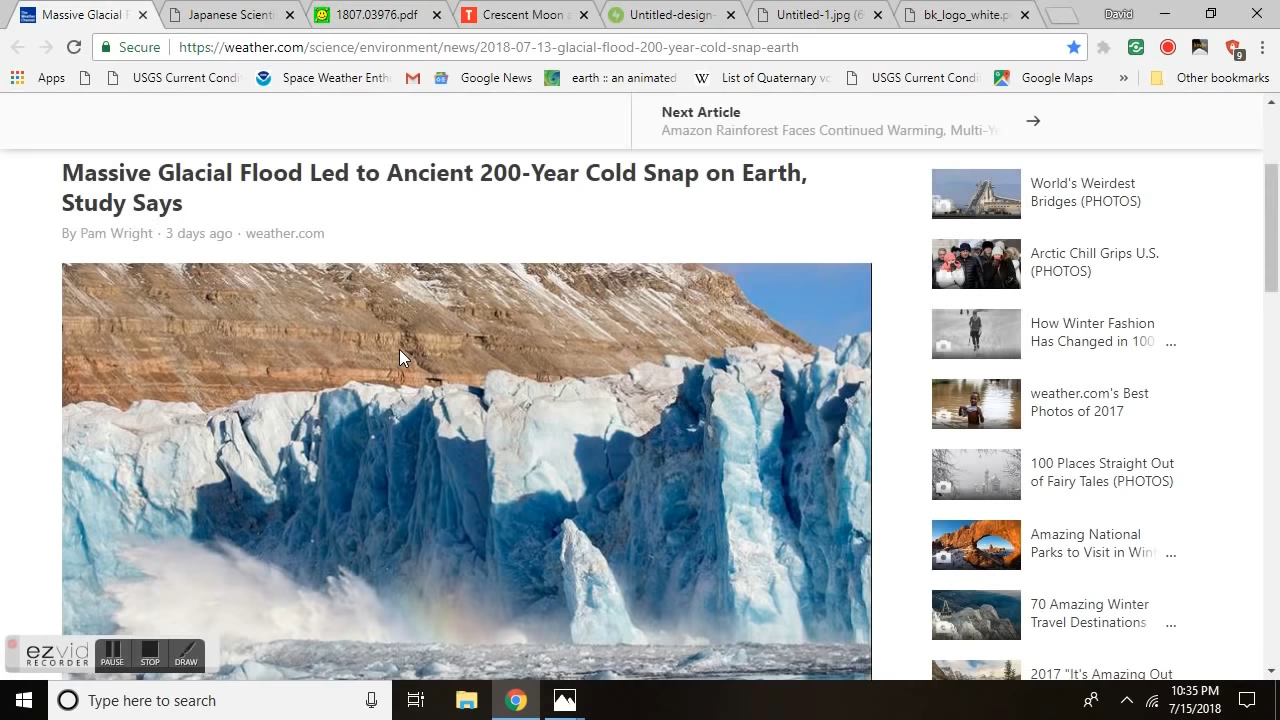 Massive Glacial F
Japanese Scienti
1807.03776.pdf
Crescent Moon a
Untitled-design-
Untitled-1.jpg (6
bk_logo_white.p
David
Secure
https://weather.com/science/environment/news/2018-07-13-glacial-flood-200-year-cold-snap-earth
9
Apps
USGS Current Condi
Space Weather Enth
Google News
earth :: an animated
W
List of Quaternary vo
USGS Current Condi
Google Maps
»
Other bookmarks
Next Article
Amazon Rainforest Faces Continued Warming, Multi-Ye
Massive Glacial Flood Led to Ancient 200-Year Cold Snap on Earth,
Study Says
By Pam Wright · 3 days ago · weather.com
World's Weirdest
Bridges (PHOTOS)
Arctic Chill Grips U.S.
(PHOTOS)
How Winter Fashion
Has Changed in 100 ...
weather.com's Best
Photos of 2017
100 Places Straight Out
of Fairy Tales (PHOTOS)
Amazing National
Parks to Visit in Wint ...
70 Amazing Winter
Travel Destinations ...
2017 "It's Amazing Out
ezvid
RECORDER
PAUSE
STOP
DRAW
Type here to search
10:35 PM
7/15/2018